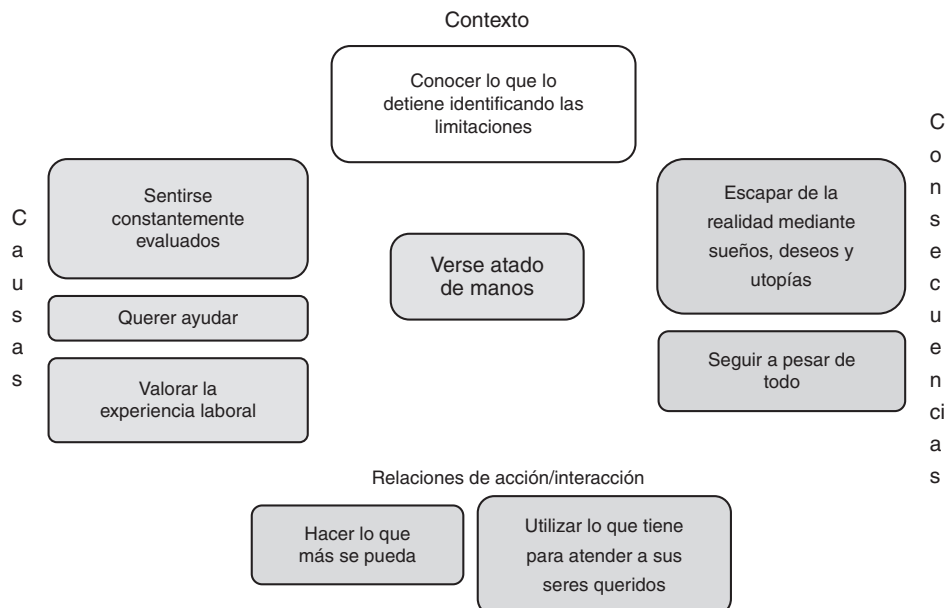 Contexto
Conocer lo que lo
detiene identificando las
limitaciones
Causas
Sentirse
constantemente
evaluados
Querer ayudar
Valorar la
experiencia laboral
Verse atado
de manos
Escapar de la
realidad mediante
sueños, deseos y
utopías
Seguir a pesar de
todo
Consecuencias
Relaciones de acción/interacción
Hacer lo que
más se pueda
Utilizar lo que tiene
para atender a sus
seres queridos